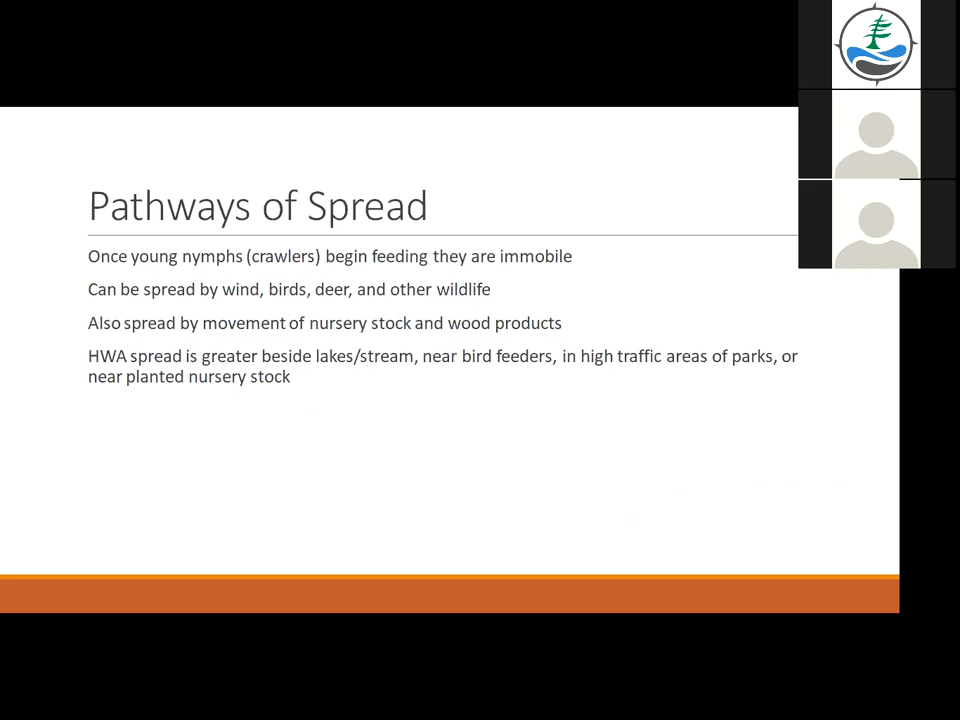 Pathways of Spread
Once young nymphs (crawlers) begin feeding they are immobile
Can be spread by wind, birds, deer, and other wildlife
Also spread by movement of nursery stock and wood products
HWA spread is greater beside lakes/stream, near bird feeders, in high traffic areas of parks, or
near planted nursery stock